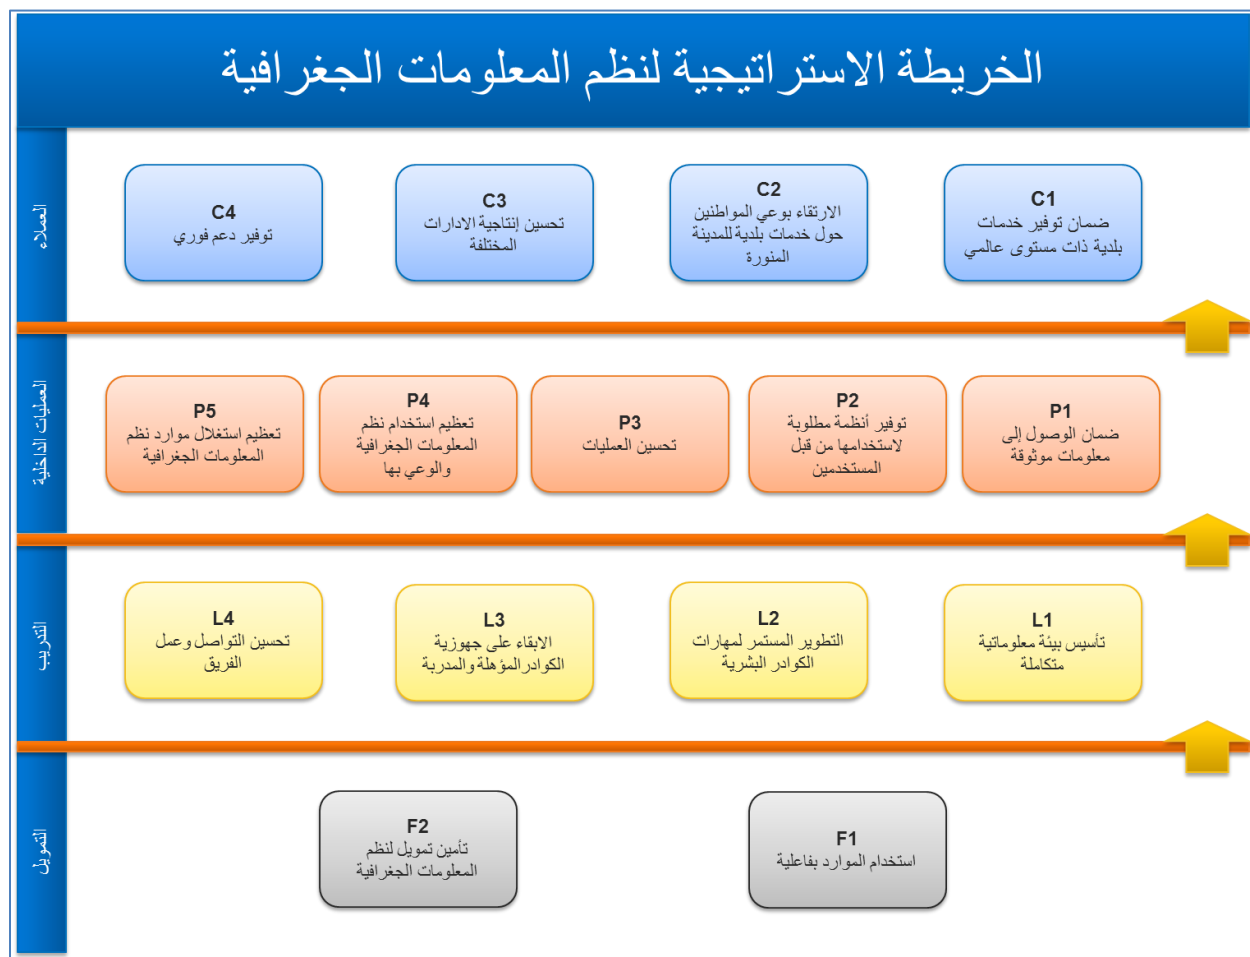 الخريطة الاستراتيجية لنظم المعلومات الجغرافية
العملاء
C1
ضمان توفير خدمات
بلدية ذات مستوى عالمي
C2
الارتقاء بوعي المواطنين
حول خدمات بلدية للمدينة
المنورة
C3
تحسين إنتاجية الادارات
المختلفة
C4
توفير دعم فوري
العمليات الداخلية
P1
ضمان الوصول إلى
معلومات موثوقة
P2
توفير أنظمة مطلوبة
لاستخدامها من قبل
المستخدمين
P3
تحسين العمليات
P4
تعظيم استخدام نظم
المعلومات الجغرافية
والوعي بها
P5
تعظيم استغلال موارد نظم
المعلومات الجغرافية
التدريب
L1
تأسيس بيئة معلوماتية
متكاملة
L2
التطوير المستمر لمهارات
الكوادر البشرية
L3
الابقاء على جهوزية
الكوادر المؤهلة والمدربة
L4
تحسين التواصل وعمل
الفريق
التمويل
F1
استخدام الموارد بفاعلية
F2
تأمين تمويل لنظم
المعلومات الجغرافية